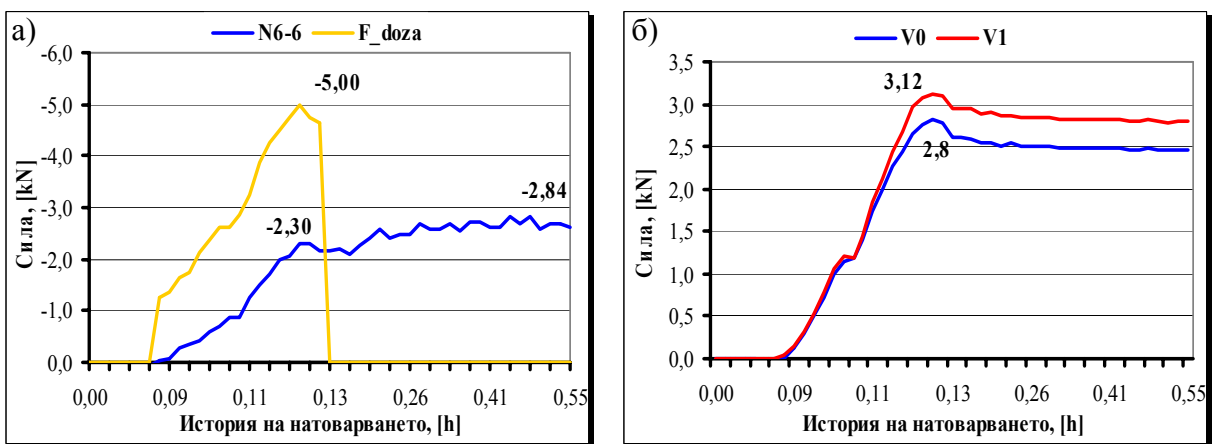 а)
N6-6 F_doza
-6,0
-5,0
-4,0
-3,0
-2,0
-1,0
0,0
Сила, [kN]
-5,00
-2,30
-2,84
0,00 0,09 0,11 0,13 0,26 0,41 0,55
История на натоварването, [h]
б)
V0 V1
3,5
3,0
2,5
2,0
1,5
1,0
0,5
0,0
Сила, [kN]
3,12
2,8
0,00 0,09 0,11 0,13 0,26 0,41 0,55
История на натоварването, [h]